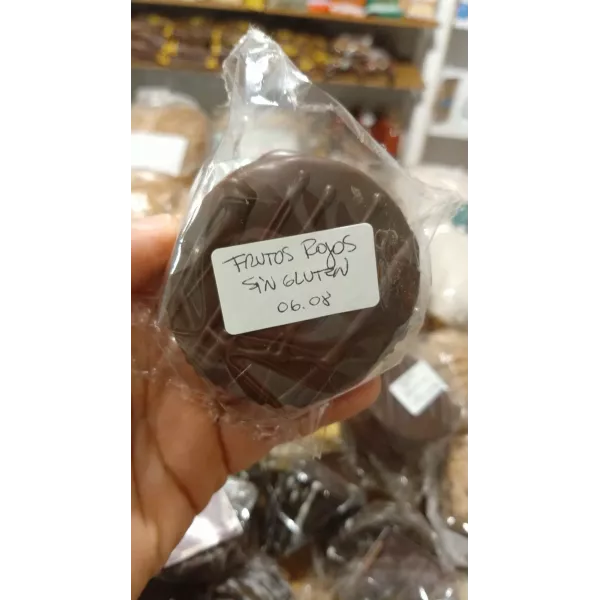 FRUTOS ROJOS
SIN GLUTEN
06.08